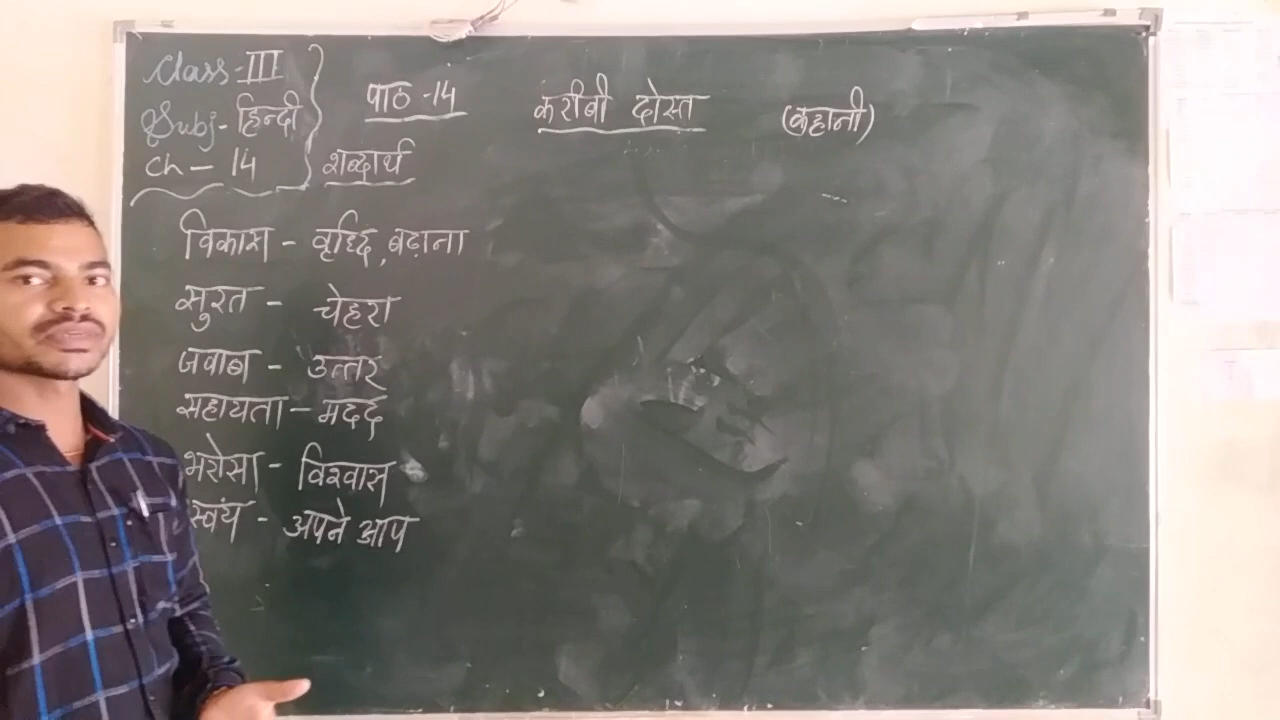 Class-III
Subj-हिन्दी
Ch-14
पाठ-14 करीबी दोस्त (कहानी)
शब्दार्थ
विकास - वृध्दि, बढ़ाना
सुरत - चेहरा
जवाब - उत्तर
सहायता - मदद
भरोसा - विश्वास
स्वंय - अपने आप